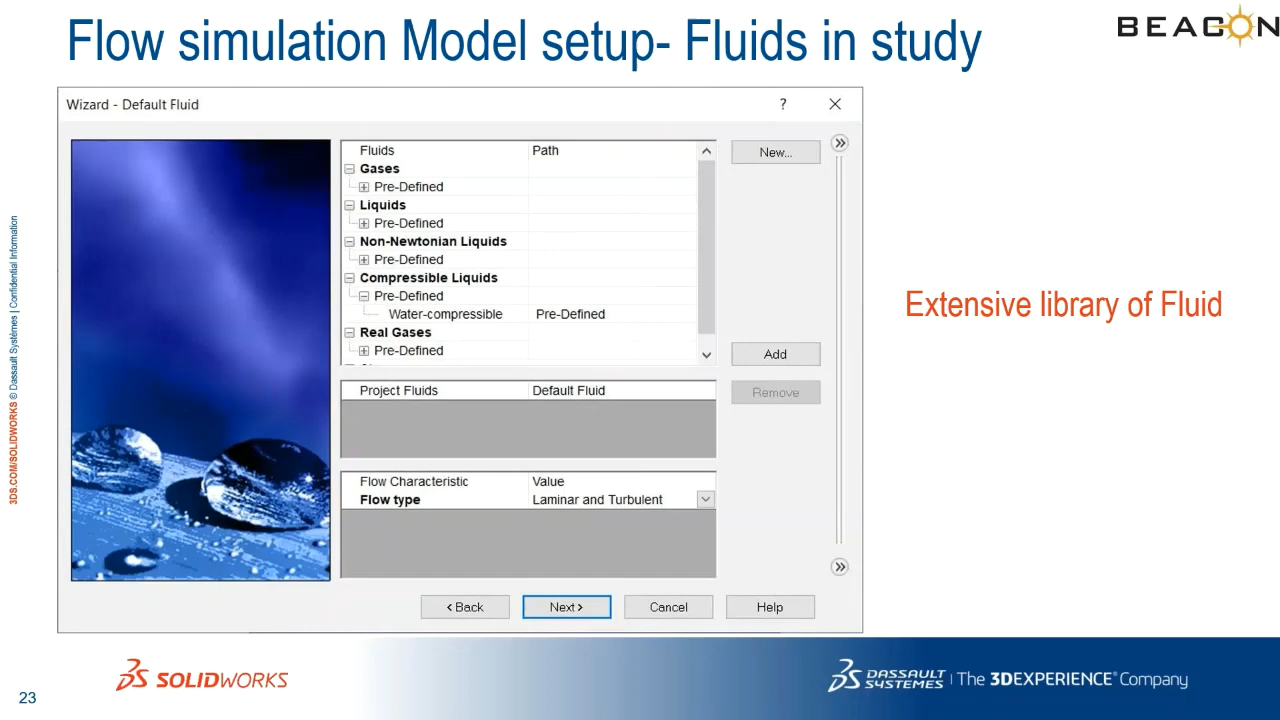 Flow simulation Model setup- Fluids in study
BEACON
Wizard - Default Fluid
?
Fluids Path
Gases
Pre-Defined
Liquids
Pre-Defined
Non-Newtonian Liquids
Pre-Defined
Compressible Liquids
Pre-Defined
Water-compressible Pre-Defined
Real Gases
Pre-Defined
New...
Add
Remove
Project Fluids Default Fluid
Flow Characteristic Value
Flow type Laminar and Turbulent
< Back Next > Cancel Help
Extensive library of Fluid
3DS.COM/SOLIDWORKS © Dassault Systèmes | Confidential Information
SOLIDWORKS
DASSAULT SYSTEMES | The 3DEXPERIENCE® Company
23